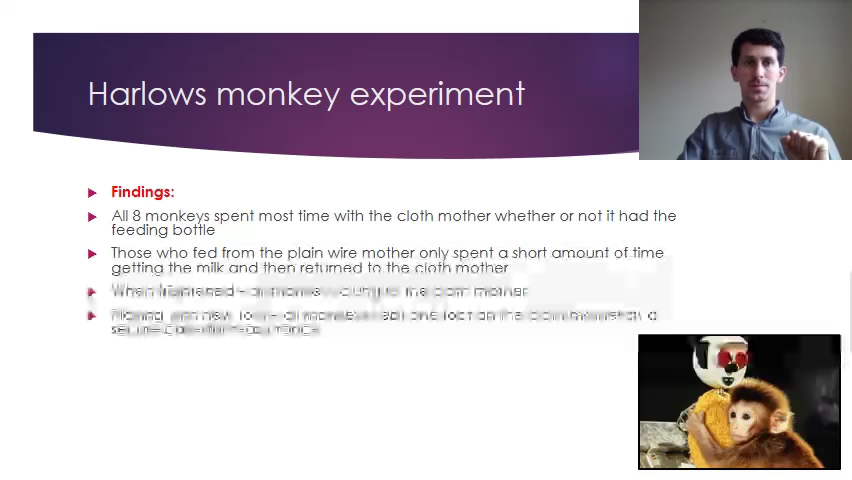 Harlows monkey experiment
Findings:
All 8 monkeys spent most time with the cloth mother whether or not it had the
feeding bottle
Those who fed from the plain wire mother only spent a short amount of time
getting the milk and then returned to the cloth mother
When frightened all monkeys clung to the cloth mother